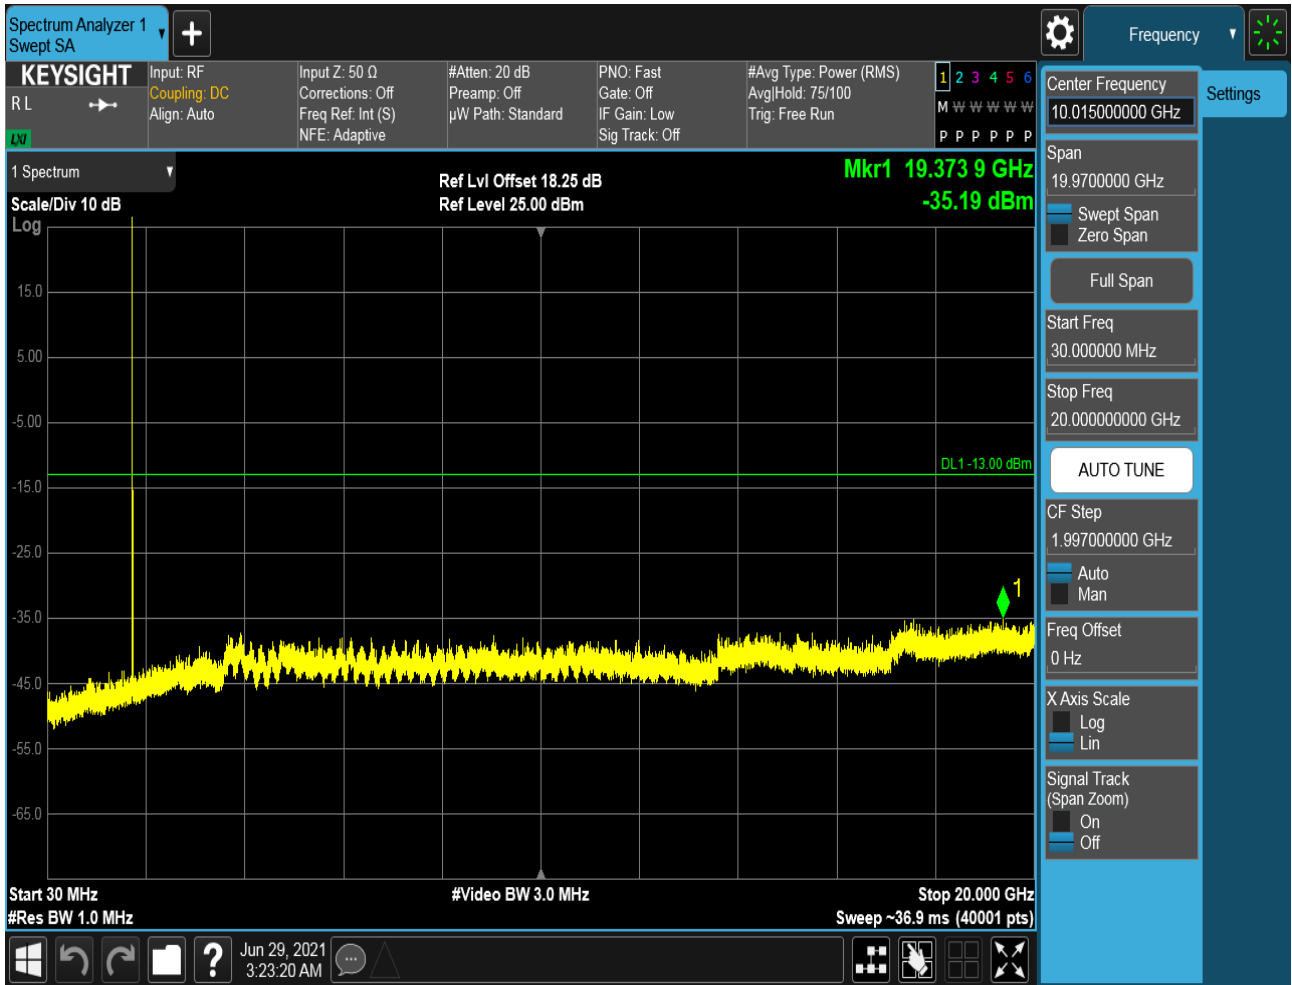 Spectrum Analyzer 1
Swept SA
Frequency
KEYSIGHT
R L
LXI
Input: RF
Coupling: DC
Align: Auto
Input Z: 50 Ω
Corrections: Off
Freq Ref: Int (S)
NFE: Adaptive
#Atten: 20 dB
Preamp: Off
µW Path: Standard
PNO: Fast
Gate: Off
IF Gain: Low
Sig Track: Off
#Avg Type: Power (RMS)
Avg|Hold: 75/100
Trig: Free Run
1 2 3 4 5 6
M W W W W W
P P P P P P
1 Spectrum
Scale/Div 10 dB
Log
Ref Lvl Offset 18.25 dB
Ref Level 25.00 dBm
Mkr1 19.373 9 GHz
-35.19 dBm
15.0
5.00
-5.00
DL1 -13.00 dBm
-15.0
-25.0
1
-35.0
-45.0
-55.0
-65.0
Start 30 MHz
#Res BW 1.0 MHz
#Video BW 3.0 MHz
Stop 20.000 GHz
Sweep ~36.9 ms (40001 pts)
?
Jun 29, 2021
3:23:20 AM
Center Frequency
10.015000000 GHz
Settings
Span
19.9700000 GHz
Swept Span
Zero Span
Full Span
Start Freq
30.000000 MHz
Stop Freq
20.000000000 GHz
AUTO TUNE
CF Step
1.997000000 GHz
Auto
Man
Freq Offset
0 Hz
X Axis Scale
Log
Lin
Signal Track
(Span Zoom)
On
Off